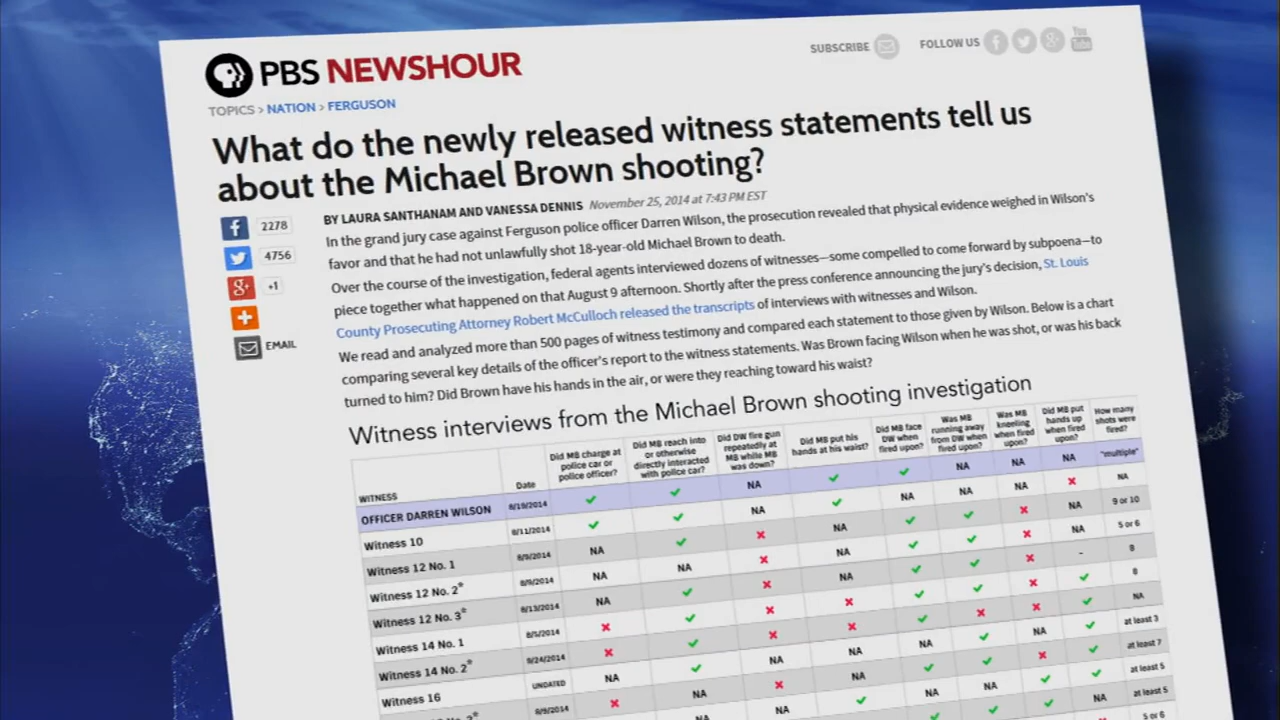 PBS NEWSHOUR
SUBSCRIBE
FOLLOW US
You Tube
TOPICS > NATION > FERGUSON
What do the newly released witness statements tell us
about the Michael Brown shooting?
2278
4756
+1
EMAIL
BY LAURA SANTHANAM AND VANESSA DENNIS November 25, 2014 at 7:43 PM EST
In the grand jury case against Ferguson police officer Darren Wilson, the prosecution revealed that physical evidence weighed in Wilson's
favor and that he had not unlawfully shot 18-year-old Michael Brown to death.
Over the course of the investigation, federal agents interviewed dozens of witnesses—some compelled to come forward by subpoena—to
piece together what happened on that August 9 afternoon. Shortly after the press conference announcing the jury's decision, St. Louis
County Prosecuting Attorney Robert McCulloch released the transcripts of interviews with witnesses and Wilson.
We read and analyzed more than 500 pages of witness testimony and compared each statement to those given by Wilson. Below is a chart
comparing several key details of the officer's report to the witness statements. Was Brown facing Wilson when he was shot, or was his back
turned to him? Did Brown have his hands in the air, or were they reaching toward his waist?
Witness interviews from the Michael Brown shooting investigation
WITNESS
Date
Did MB charge at
police car or
police officer?
Did MB reach into
or otherwise
directly interacted
with police car?
Did DW fire gun
repeatedly at
MB while MB
was down?
Did MB put his
hands at his waist?
Did MB face
DW when
fired upon?
Was MB
running away
from DW when
fired upon?
Was MB
kneeling
when fired
upon?
Did MB put
hands up
when fired
upon?
How many
shots were
fired?
OFFICER DARREN WILSON ✓ ✓ NA ✓ ✓ NA NA NA "multiple"
Witness 10 8/11/2014 ✓ ✓ NA ✓ NA NA NA ✗ NA
Witness 12 No. 1 8/9/2014 NA ✓ ✗ NA ✓ ✓ ✗ NA 9 or 10
Witness 12 No. 2* 8/9/2014 NA NA ✗ NA ✓ ✓ ✗ NA 5 or 6
Witness 12 No. 3* 8/13/2014 NA ✓ ✗ NA ✓ ✓ ✗ - 8
Witness 14 No. 1 ✗ ✓ ✗ ✗ ✓ ✓ ✗ ✓ 8
Witness 14 No. 2* 9/24/2014 ✗ ✓ ✗ ✗ ✓ ✗ ✗ ✓ NA
Witness 16 UNDATED NA ✓ NA NA NA ✓ NA ✓ at least 3
8/9/2014 ✗ NA ✗ NA ✓ ✓ ✗ ✓ at least 7
NA NA ✓ NA NA ✓ ✓ at least 5
✓ ✓ ✓ NA at least 5
5 or 6